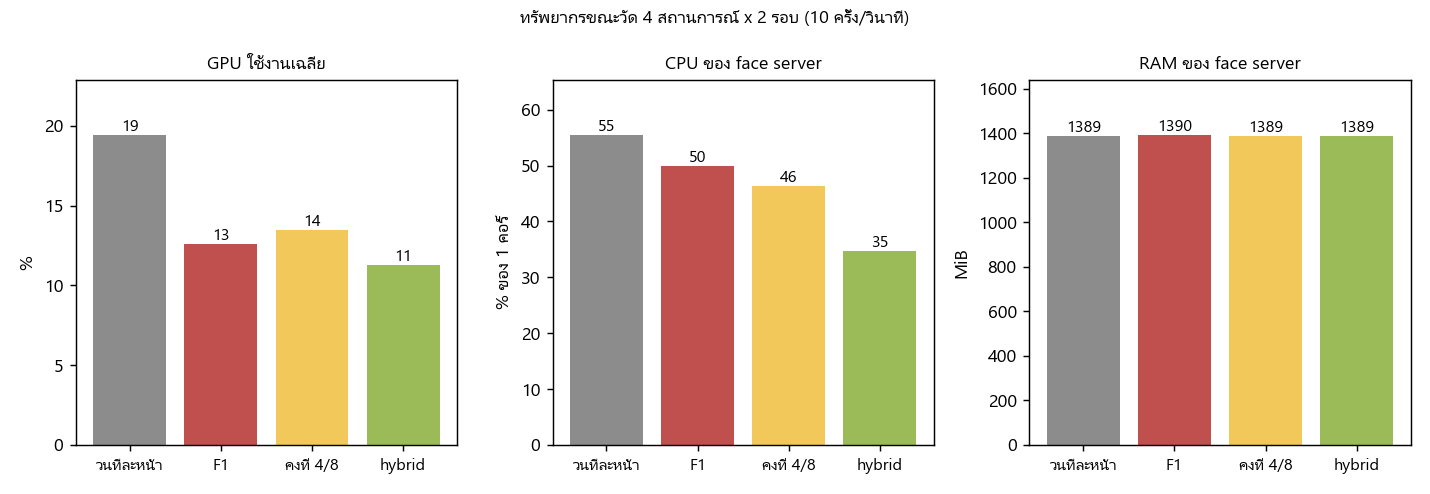 ทรัพยากรขณะวัด 4 สถานการณ์ x 2 รอบ (10 ครั้ง/วินาที)
GPU ใช้งานเฉลี่ย
%
20
15
10
5
0
19
13
14
11
วนทีละหน้า
F1
คงที่ 4/8
hybrid
CPU ของ face server
% ของ 1 คอร์
60
50
40
30
20
10
0
55
50
46
35
วนทีละหน้า
F1
คงที่ 4/8
hybrid
RAM ของ face server
MiB
1600
1400
1200
1000
800
600
400
200
0
1389
1390
1389
1389
วนทีละหน้า
F1
คงที่ 4/8
hybrid